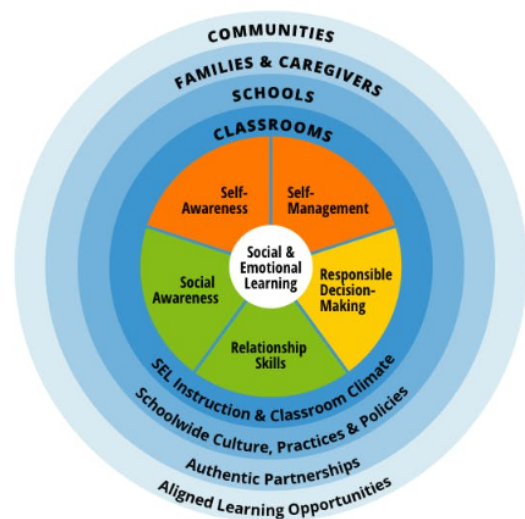 COMMUNITIES
FAMILIES & CAREGIVERS
SCHOOLS
CLASSROOMS
Self-
Awareness
Self-
Management
Social &
Emotional
Learning
Social
Awareness
Responsible
Decision-
Making
Relationship
Skills
SEL Instruction & Classroom Climate
Schoolwide Culture, Practices & Policies
Authentic Partnerships
Aligned Learning Opportunities